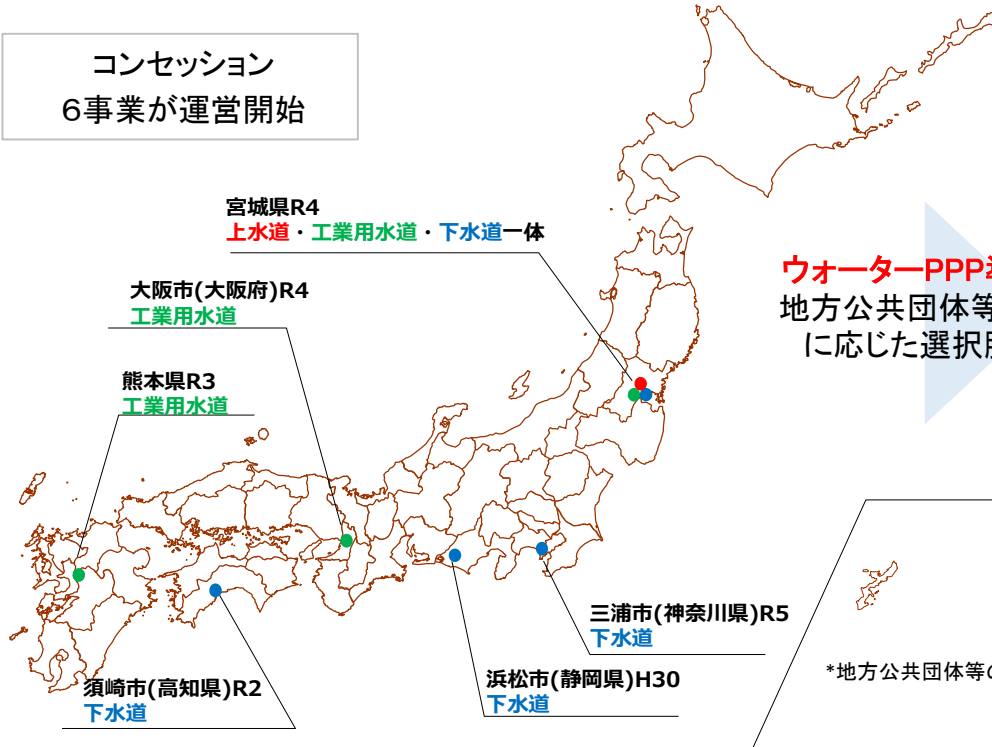 コンセッション
６事業が運営開始
宮城県R4
上水道・工業用水道・下水道一体
大阪市(大阪府)R4
工業用水道
熊本県R3
工業用水道
ウォーターPPP
地方公共団体等
に応じた選択
三浦市(神奈川県)R5
下水道
浜松市(静岡県)H30
下水道
須崎市(高知県)R2
下水道
*地方公共団体等の